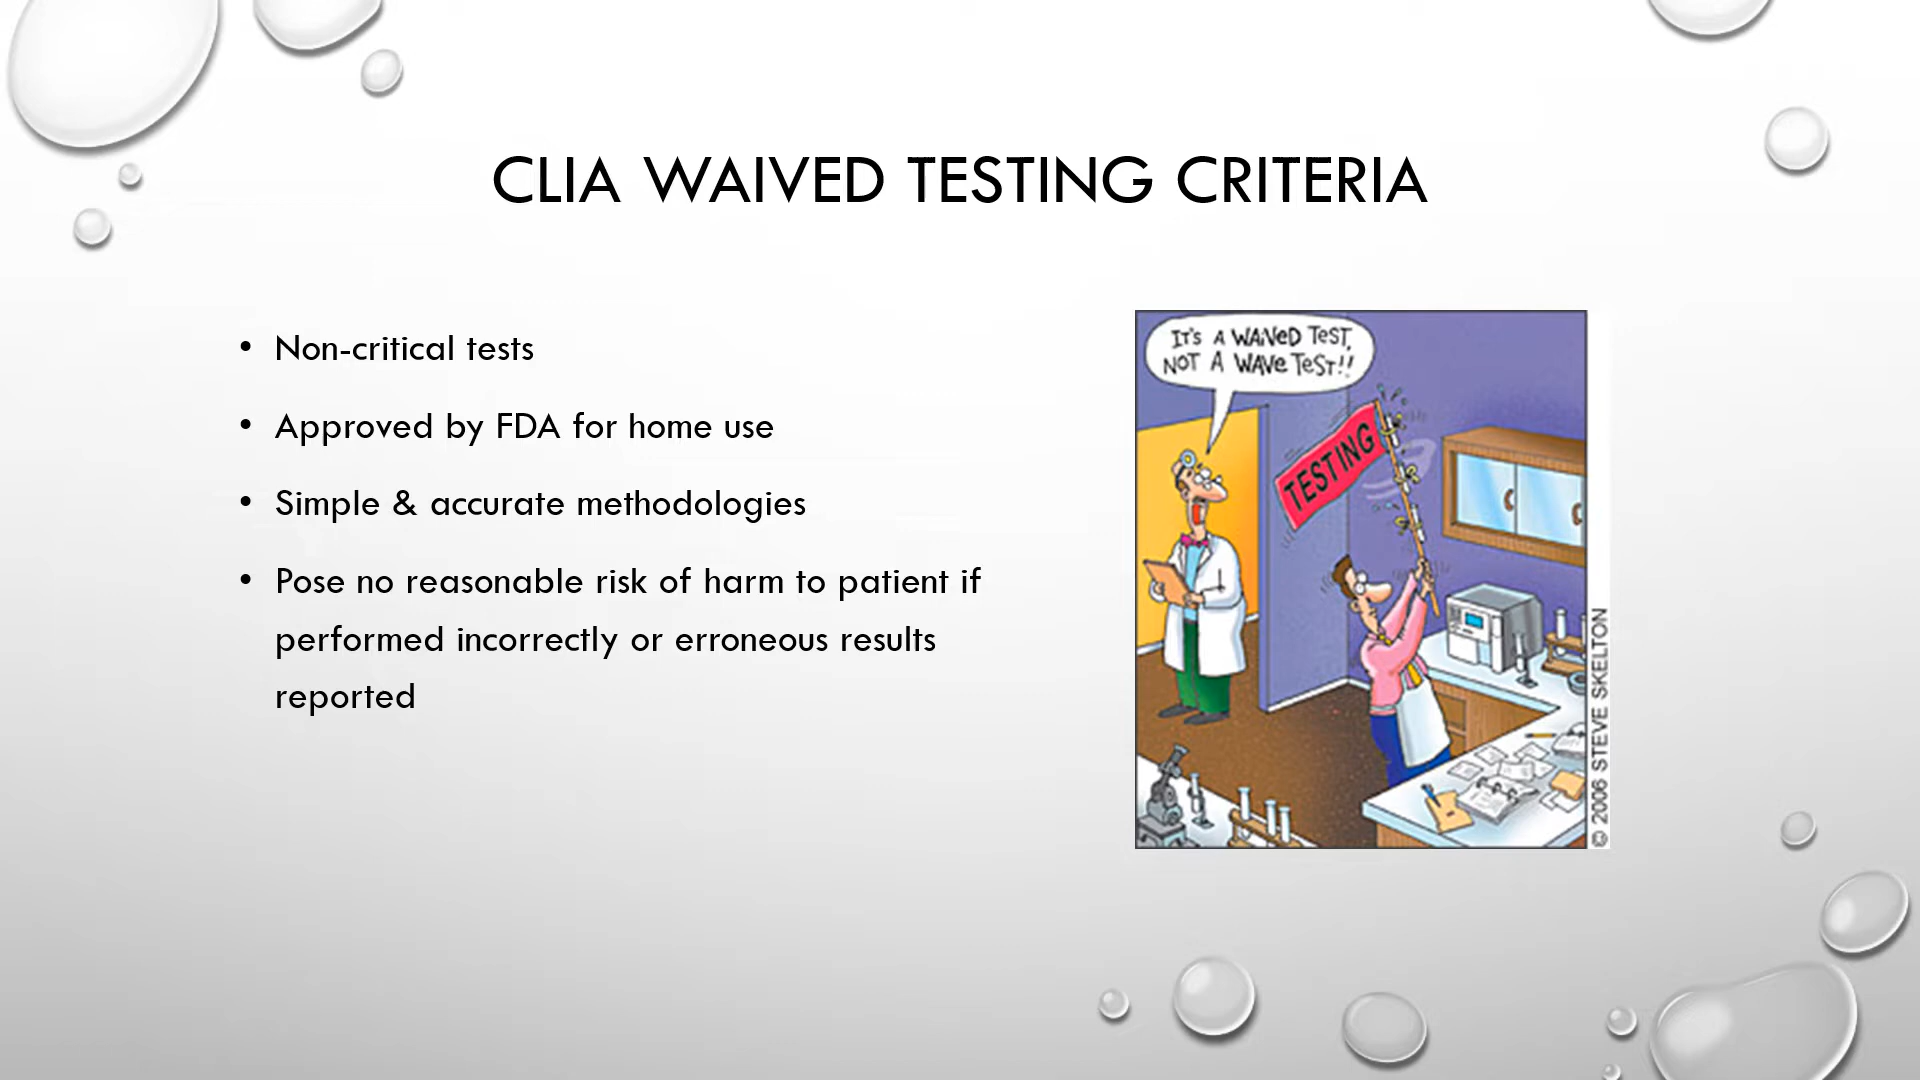 CLIA WAIVED TESTING CRITERIA
• Non-critical tests
• Approved by FDA for home use
• Simple & accurate methodologies
• Pose no reasonable risk of harm to patient if
performed incorrectly or erroneous results
reported
IT'S A WAIVED TEST,
NOT A WAVE TEST!!
TESTING
© 2006 STEVE SKELTON